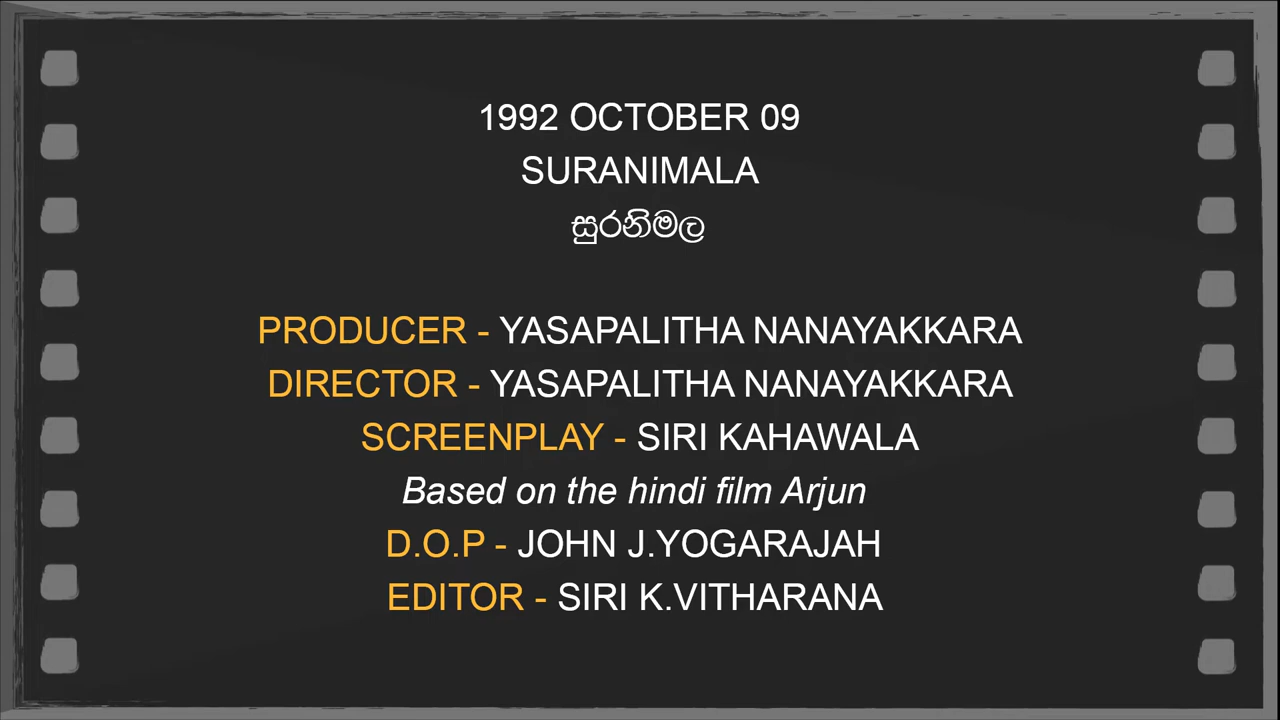 1992 OCTOBER 09
SURANIMALA
සුරනිමල
PRODUCER - YASAPALITHA NANAYAKKARA
DIRECTOR - YASAPALITHA NANAYAKKARA
SCREENPLAY - SIRI KAHAWALA
Based on the hindi film Arjun
D.O.P - JOHN J.YOGARAJAH
EDITOR - SIRI K.VITHARANA